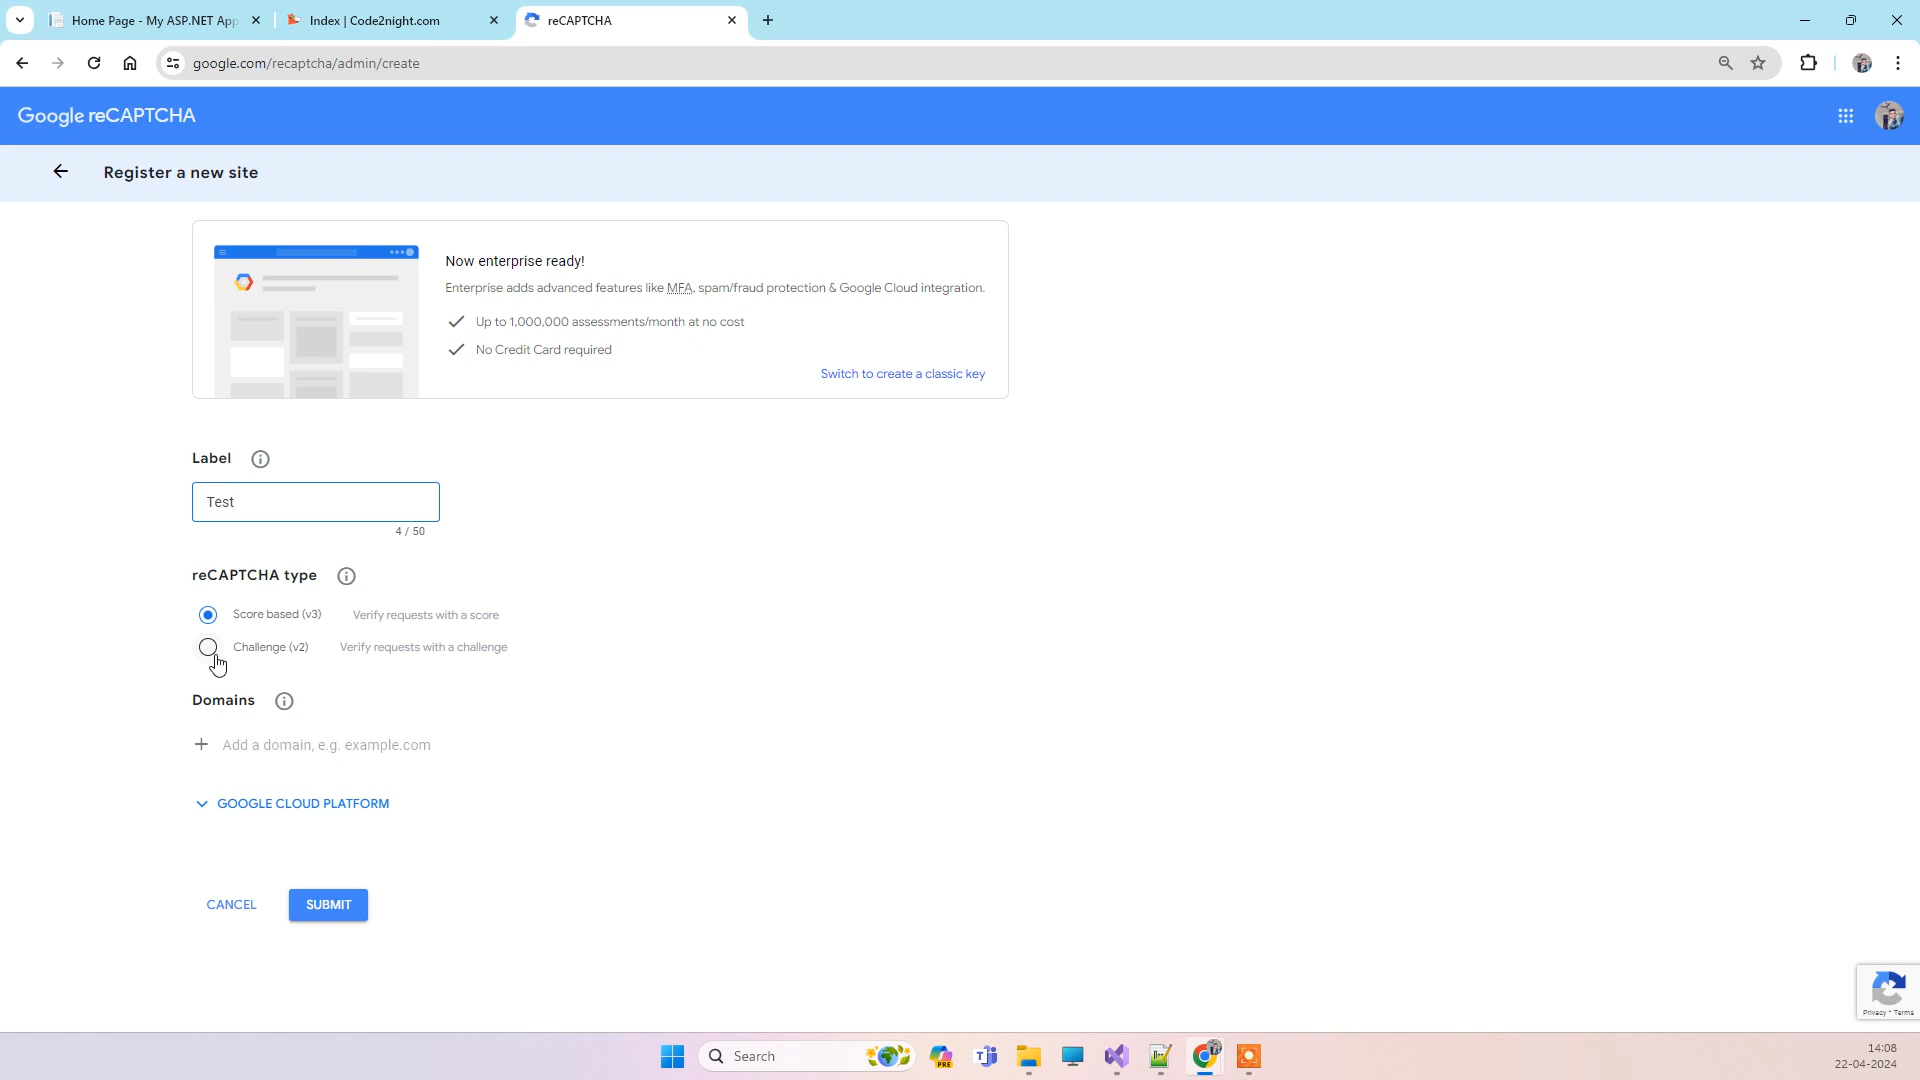 Home Page - My ASP.NET App
Index | Code2night.com
reCAPTCHA
google.com/recaptcha/admin/create
Google reCAPTCHA
Register a new site
Now enterprise ready!
Enterprise adds advanced features like MFA, spam/fraud protection & Google Cloud integration.
Up to 1,000,000 assessments/month at no cost
No Credit Card required
Switch to create a classic key
Label
Test
4 / 50
reCAPTCHA type
Score based (v3) Verify requests with a score
Challenge (v2) Verify requests with a challenge
Domains
Add a domain, e.g. example.com
GOOGLE CLOUD PLATFORM
CANCEL SUBMIT
Privacy - Terms
Search
PRE
14:08
22-04-2024